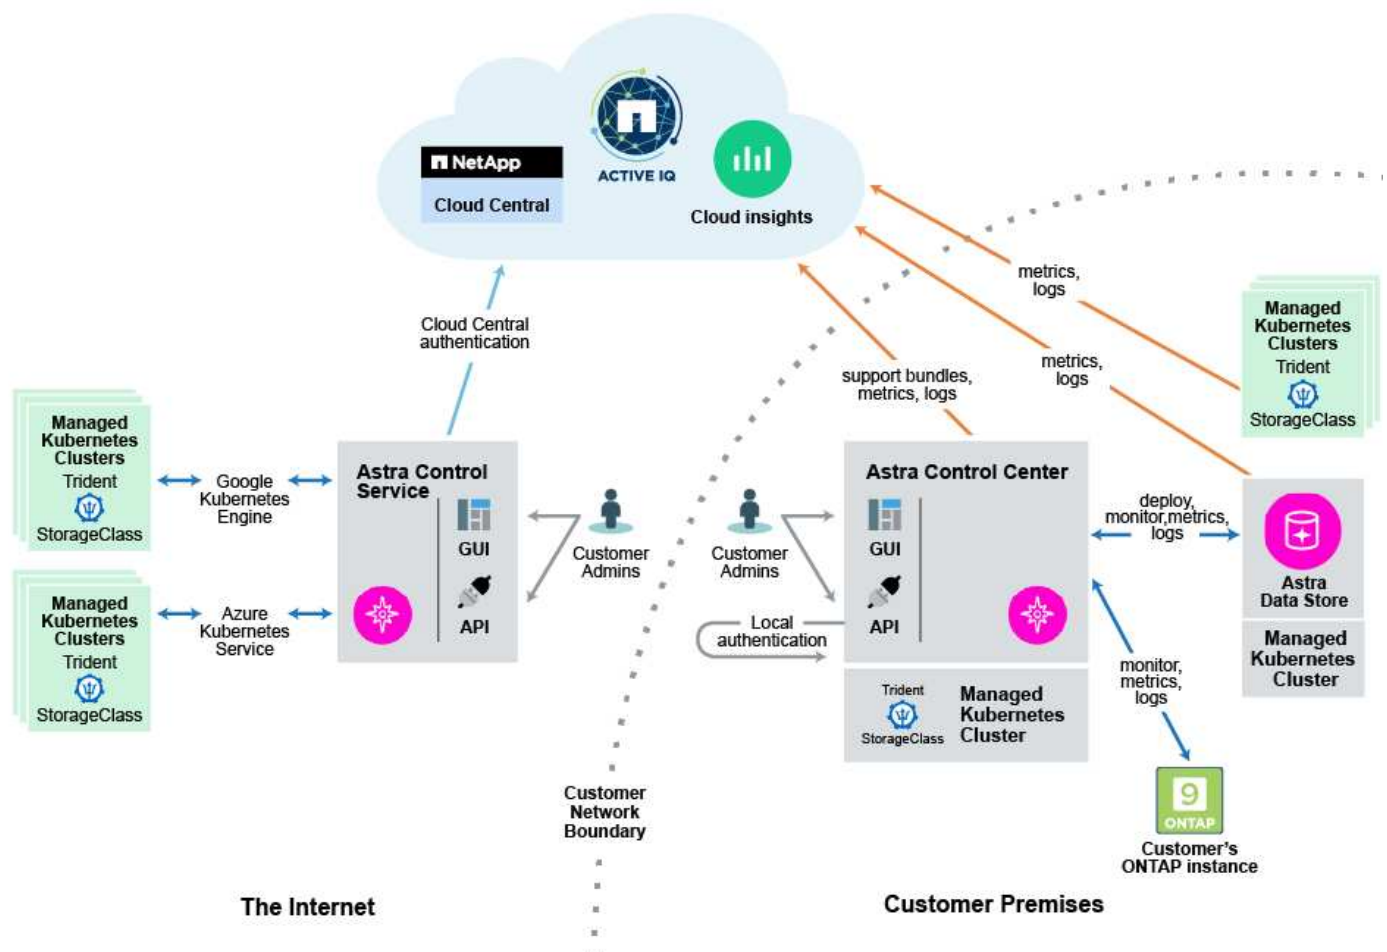 NetApp
Cloud Central
ACTIVE IQ
Cloud insights
Cloud Central
authentication
metrics,
logs
metrics,
logs
support bundles,
metrics, logs
Managed
Kubernetes
Clusters
Trident
StorageClass
Managed
Kubernetes
Clusters
Trident
StorageClass
Google
Kubernetes
Engine
Managed
Kubernetes
Clusters
Trident
StorageClass
Azure
Kubernetes
Service
Astra Control
Service
GUI
API
Customer
Admins
Customer
Admins
Local
authentication
Astra Control Center
GUI
API
Trident
StorageClass
Managed
Kubernetes
Cluster
deploy,
monitor,metrics,
logs
Astra
Data Store
Managed
Kubernetes
Cluster
monitor,
metrics,
logs
9
ONTAP
Customer's
ONTAP instance
Customer
Network
Boundary
The Internet
Customer Premises